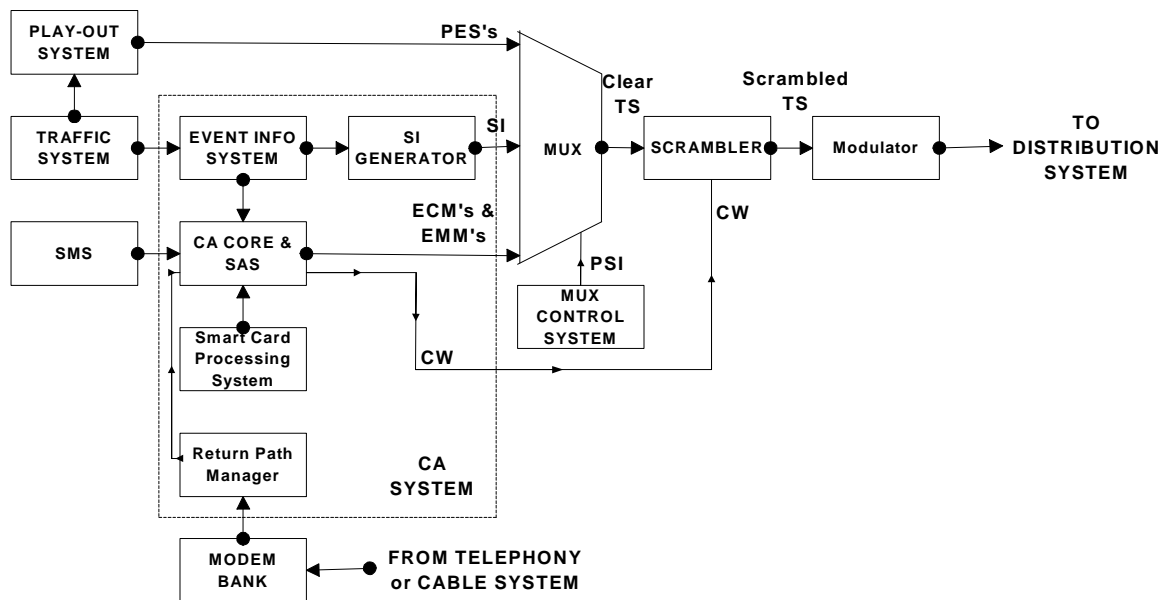 PLAY-OUT
SYSTEM
PES's
Clear
TS
Scrambled
TS
TRAFFIC
SYSTEM
EVENT INFO
SYSTEM
SI
GENERATOR
SI
MUX
SCRAMBLER
Modulator
TO
DISTRIBUTION
SYSTEM
SMS
CA CORE &
SAS
ECM's &
EMM's
CW
PSI
MUX
CONTROL
SYSTEM
Smart Card
Processing
System
CW
Return Path
Manager
CA
SYSTEM
MODEM
BANK
FROM TELEPHONY
or CABLE SYSTEM